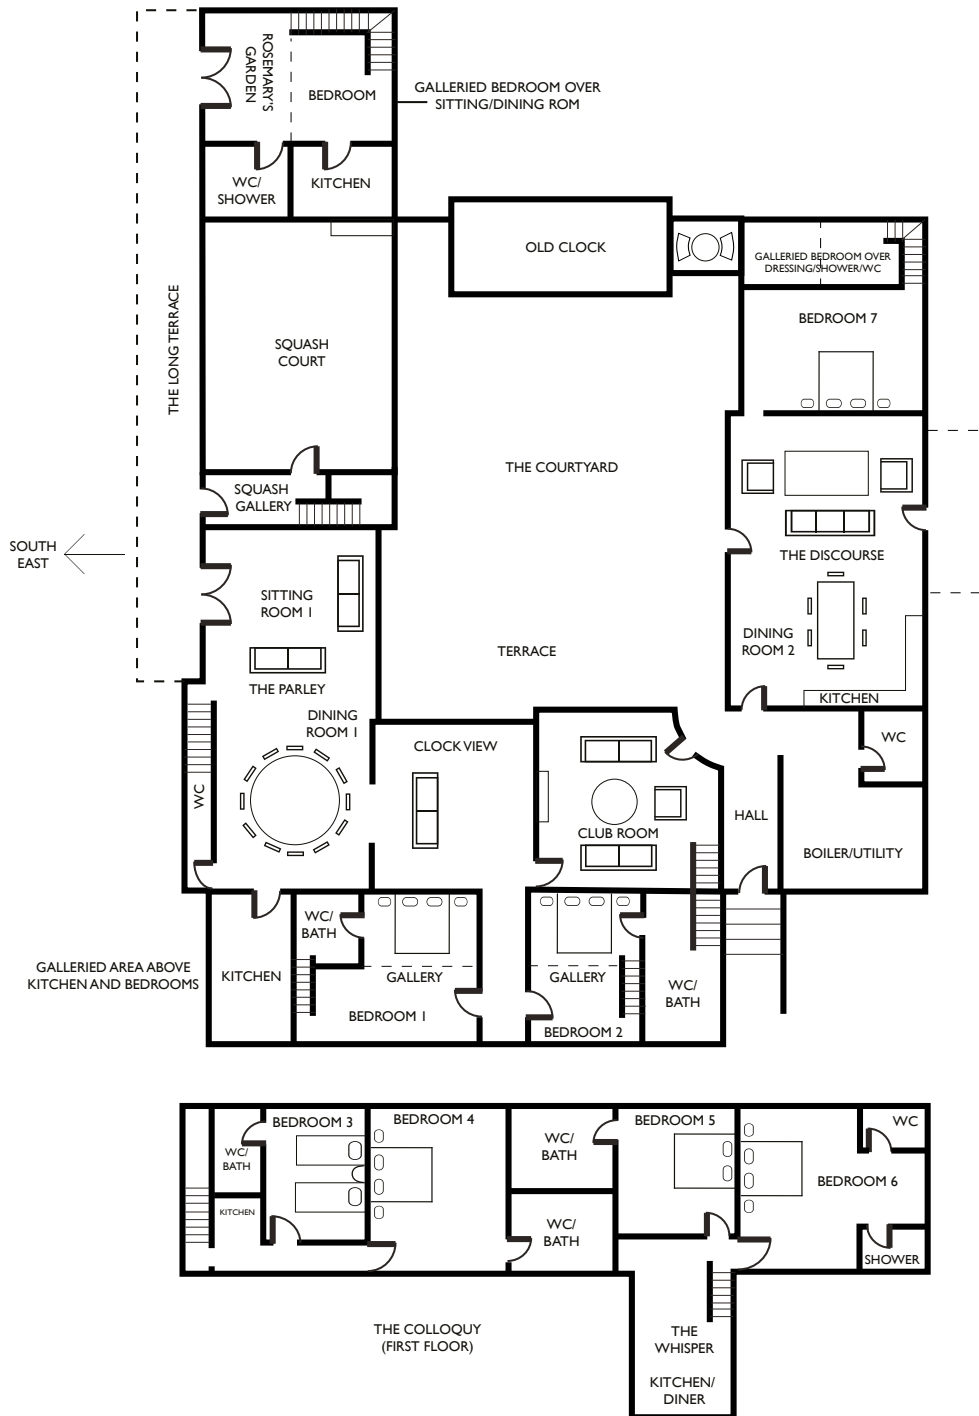 ROSEMARY'S
GARDEN
BEDROOM
GALLERIED BEDROOM OVER
SITTING/DINING ROM
WC/
SHOWER
KITCHEN
OLD CLOCK
GALLERIED BEDROOM OVER
DRESSING/SHOWER/WC
BEDROOM 7
THE LONG TERRACE
SQUASH
COURT
THE COURTYARD
SQUASH
GALLERY
SOUTH
EAST
THE DISCOURSE
SITTING
ROOM 1
DINING
ROOM 2
TERRACE
THE PARLEY
KITCHEN
DINING
ROOM 1
CLOCK VIEW
WC
WC
HALL
CLUB ROOM
BOILER/UTILITY
WC/
BATH
GALLERIED AREA ABOVE
KITCHEN AND BEDROOMS
KITCHEN
GALLERY
GALLERY
WC/
BATH
BEDROOM 1
BEDROOM 2
BEDROOM 3
BEDROOM 4
BEDROOM 5
WC
WC/
BATH
WC/
BATH
BEDROOM 6
KITCHEN
WC/
BATH
SHOWER
THE COLLOQUY
(FIRST FLOOR)
THE
WHISPER
KITCHEN/
DINER